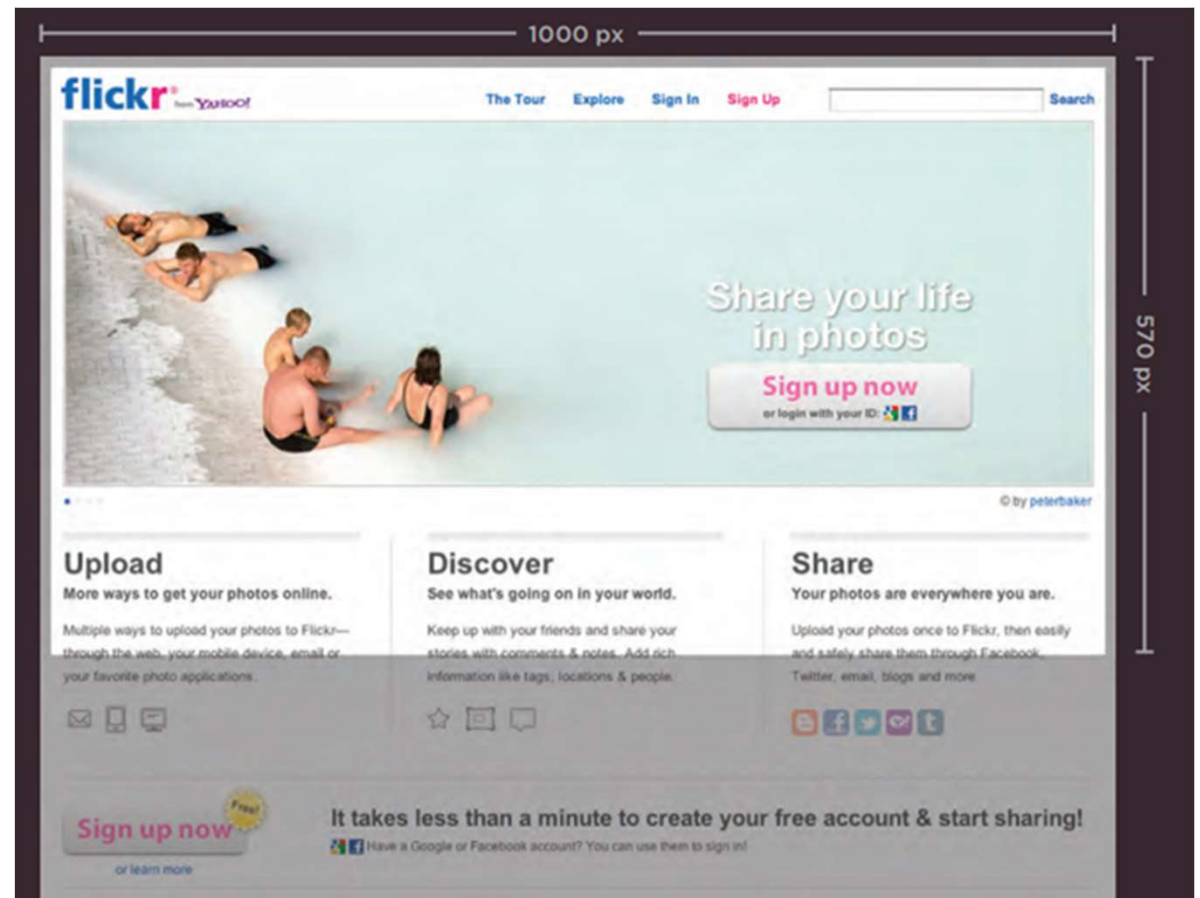 1000 px
flickr from YAHOO!
The Tour Explore Sign In Sign Up Search
570 px
Share your life
in photos
Sign up now
or login with your ID:
© by peterbaker
Upload
More ways to get your photos online.
Multiple ways to upload your photos to Flickr—
through the web, your mobile device, email or
your favorite photo applications.
Discover
See what's going on in your world.
Keep up with your friends and share your
stories with comments & notes. Add rich
information like tags, locations & people.
Share
Your photos are everywhere you are.
Upload your photos once to Flickr, then easily
and safely share them through Facebook,
Twitter, email, blogs and more
Free!
Sign up now
or learn more
It takes less than a minute to create your free account & start sharing!
Have a Google or Facebook account? You can use them to sign in!